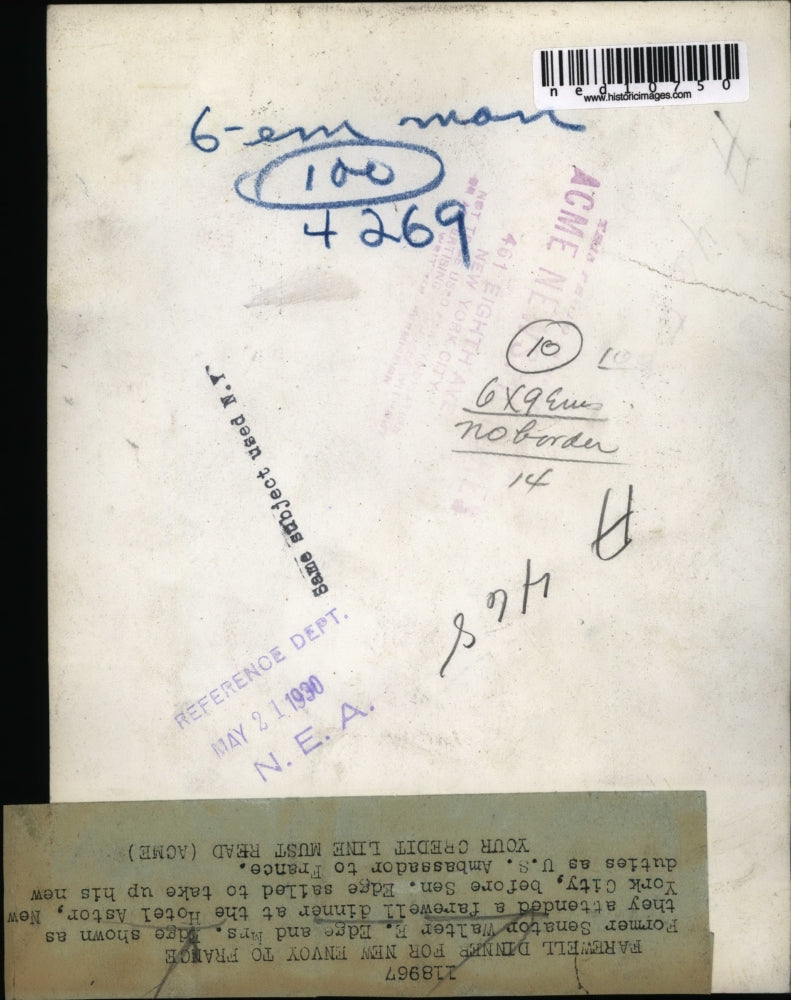 ned10750
www.historicimages.com
6-em man
100
4269
ACME NEWS
461 EIGHTH AVE
NEW YORK CITY
10
10
6X9 Ems
no border
14
Same subject used N.Y.
REFERENCE DEPT.
MAY 21 1930
N. E. A.
118967
FAREWELL DINNER FOR NEW ENVOY TO FRANCE
Former Senator Walter E. Edge and Mrs. Edge shown as
they attended a farewell dinner at the Hotel Astor, New
York City, before Sen. Edge sailed to take up his new
duties as U.S. Ambassador to France.
YOUR CREDIT LINE MUST READ (ACME)